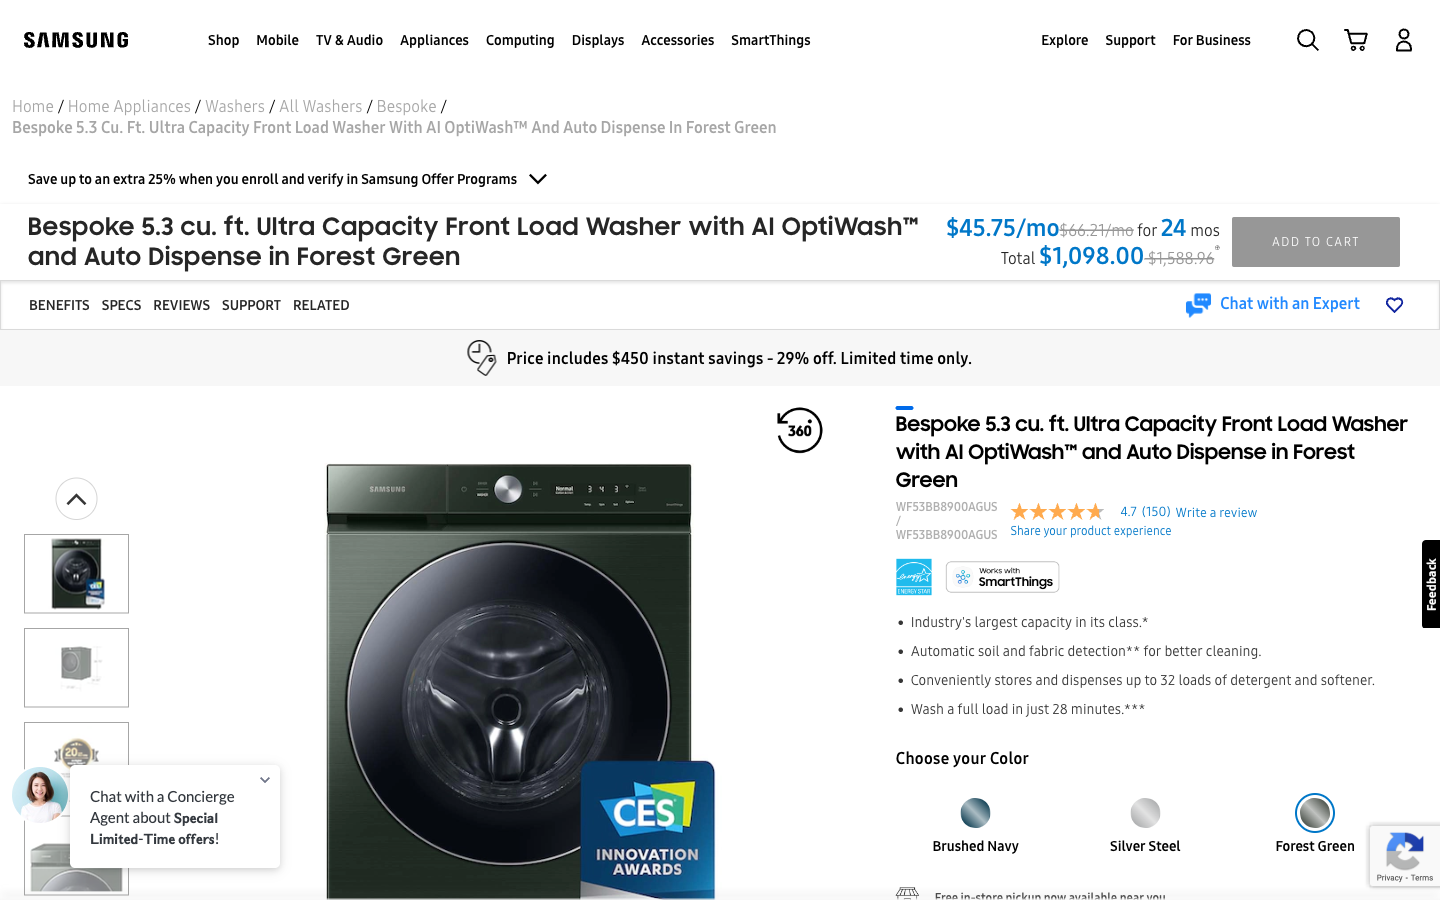 SAMSUNG
Shop Mobile TV & Audio Appliances Computing Displays Accessories SmartThings
Explore Support For Business
Home / Home Appliances / Washers / All Washers / Bespoke /
Bespoke 5.3 Cu. Ft. Ultra Capacity Front Load Washer With AI OptiWash™ And Auto Dispense In Forest Green
Save up to an extra 25% when you enroll and verify in Samsung Offer Programs
Bespoke 5.3 cu. ft. Ultra Capacity Front Load Washer with AI OptiWash™
and Auto Dispense in Forest Green
$45.75/mo$66.21/mo for 24 mos
Total $1,098.00 $1,588.96
ADD TO CART
BENEFITS SPECS REVIEWS SUPPORT RELATED
Chat with an Expert
Price includes $450 instant savings - 29% off. Limited time only.
360
SAMSUNG
Normal
CES
INNOVATION
AWARDS
CES
20
Chat with a Concierge
Agent about Special
Limited-Time offers!
Bespoke 5.3 cu. ft. Ultra Capacity Front Load Washer
with AI OptiWash™ and Auto Dispense in Forest
Green
WF53BB8900AGUS
/
WF53BB8900AGUS
4.7 (150) Write a review
Share your product experience
energy
ENERGY STAR
Works with
SmartThings
• Industry's largest capacity in its class.*
• Automatic soil and fabric detection** for better cleaning.
• Conveniently stores and dispenses up to 32 loads of detergent and softener.
• Wash a full load in just 28 minutes.***
Choose your Color
Brushed Navy
Silver Steel
Forest Green
Free in-store pickup now available near you
Feedback
Privacy - Terms